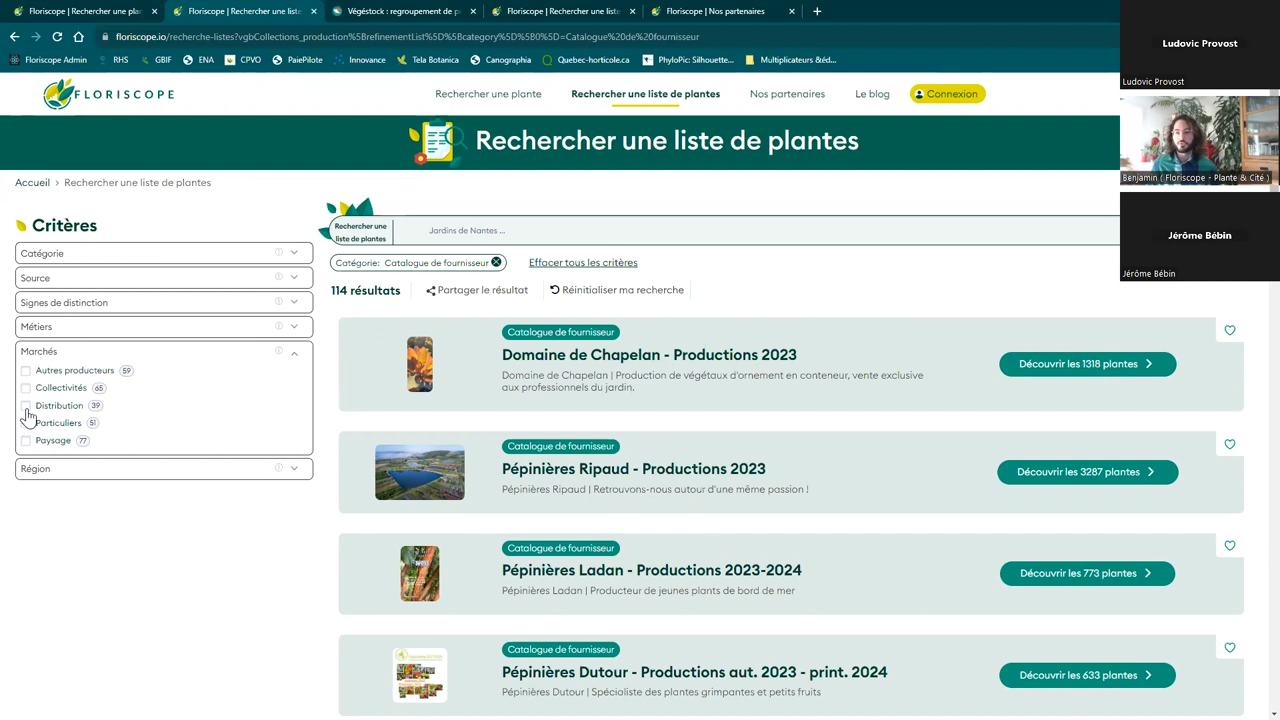 Floriscope | Rechercher une plan
Floriscope | Rechercher une list
Végéstock : regroupement de p
Floriscope | Rechercher une list
Floriscope | Nos partenaires
floriscope.io/recherche-listes?vgbCollections_production%5D%5BrefinementList%5D%5Bcategory%5D%5B0%5D=Catalogue%20de%20fournisseur
Floriscope Admin RHS GBIF ENA CPVO PaiePilote Innovance Tela Botanica Canographia Quebec-horticole.ca PhyloPic: Silhouette... Multiplicateurs &éd...
FLORISCOPE
Rechercher une plante
Rechercher une liste de plantes
Nos partenaires
Le blog
Connexion
Rechercher une liste de plantes
Accueil > Rechercher une liste de plantes
Critères
Catégorie
Source
Signes de distinction
Métiers
Marchés
Autres producteurs 59
Collectivités 65
Distribution 39
Particuliers 51
Paysage 77
Région
Rechercher une
liste de plantes
Jardins de Nantes ...
Catégorie: Catalogue de fournisseur
Effacer tous les critères
114 résultats
Partager le résultat
Réinitialiser ma recherche
Catalogue de fournisseur
Domaine de Chapelan - Productions 2023
Domaine de Chapelan | Production de végétaux d'ornement en conteneur, vente exclusive
aux professionnels du jardin.
Découvrir les 1318 plantes
Catalogue de fournisseur
Pépinières Ripaud - Productions 2023
Pépinières Ripaud | Retrouvons-nous autour d'une même passion !
Découvrir les 3287 plantes
Catalogue de fournisseur
Pépinières Ladan - Productions 2023-2024
Pépinières Ladan | Producteur de jeunes plants de bord de mer
Découvrir les 773 plantes
Catalogue de fournisseur
Pépinières Dutour - Productions aut. 2023 - print. 2024
Pépinières Dutour | Spécialiste des plantes grimpantes et petits fruits
Découvrir les 633 plantes
Ludovic Provost
Ludovic Provost
Benjamin ( Floriscope - Plante & Cité )
Jérôme Bébin
Jérôme Bébin